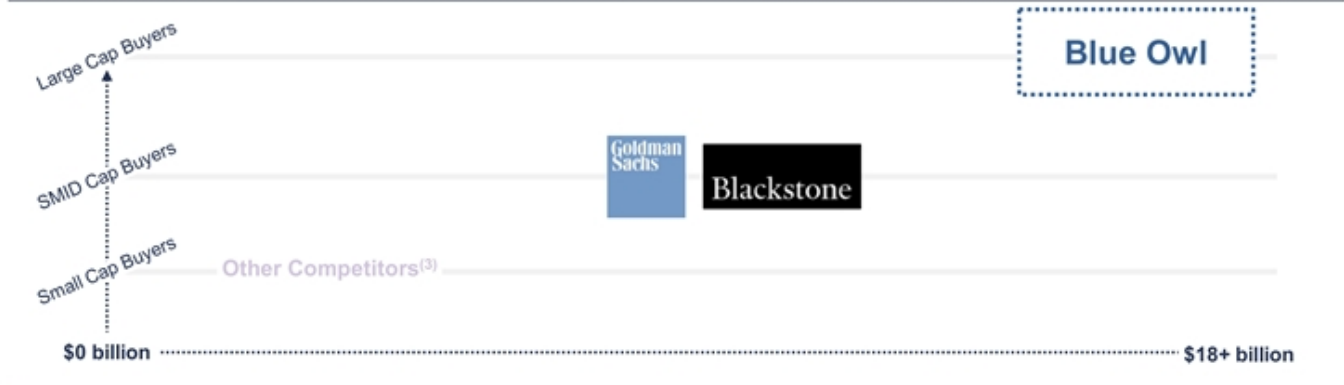 Large Cap Buyers
Blue Owl
SMID Cap Buyers
Goldman
Sachs
Blackstone
Small Cap Buyers
Other Competitors(3)
$0 billion
$18+ billion